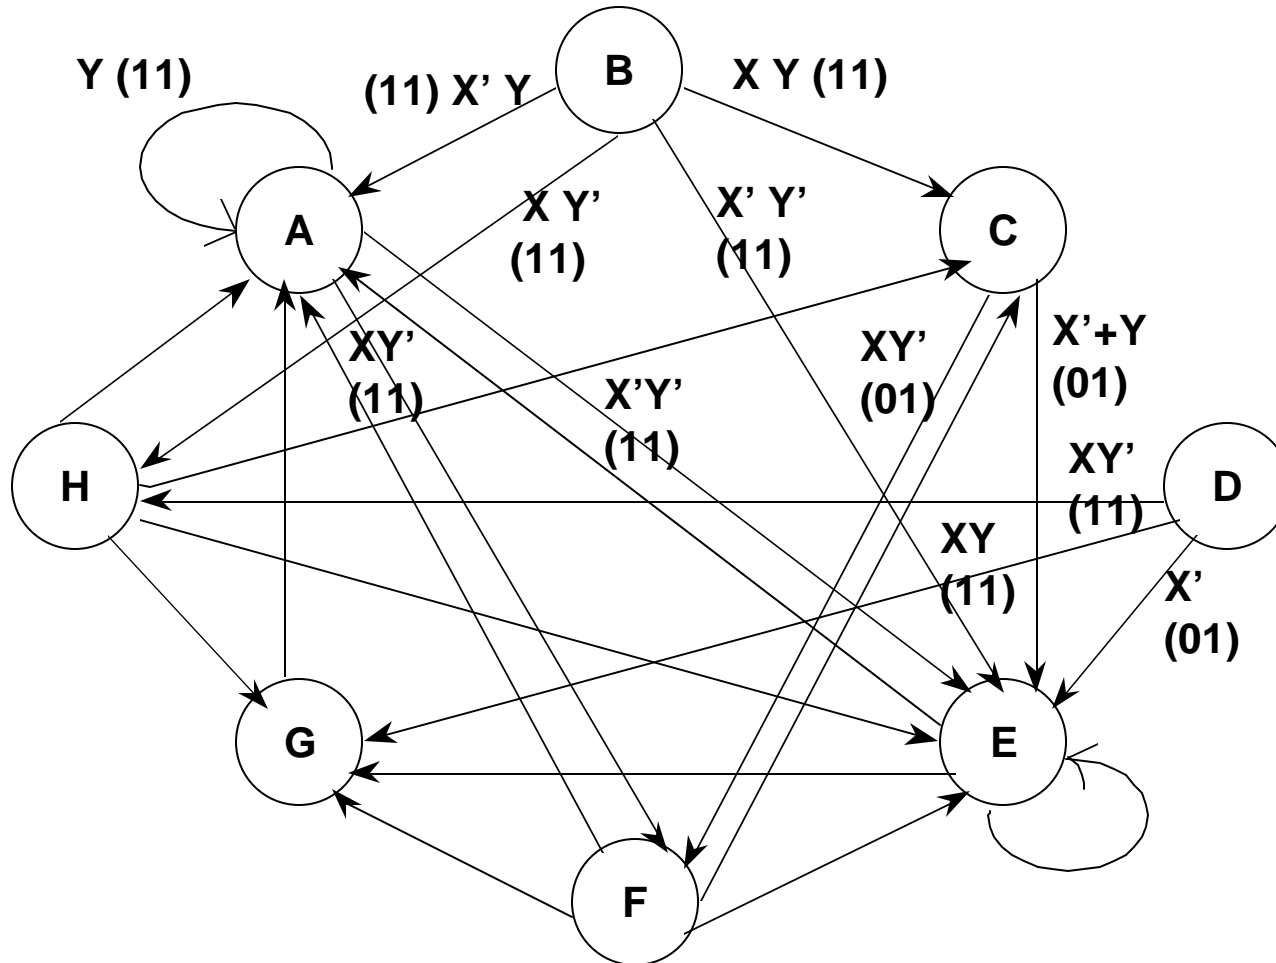 B
Y (11)
(11) X’ Y
X Y (11)
X Y’
(11)
X’ Y’
(11)
A
C
XY’
(11)
X’Y’
(11)
XY’
(01)
X’+Y
(01)
H
XY’
(11)
D
XY
(11)
X’
(01)
G
E
F